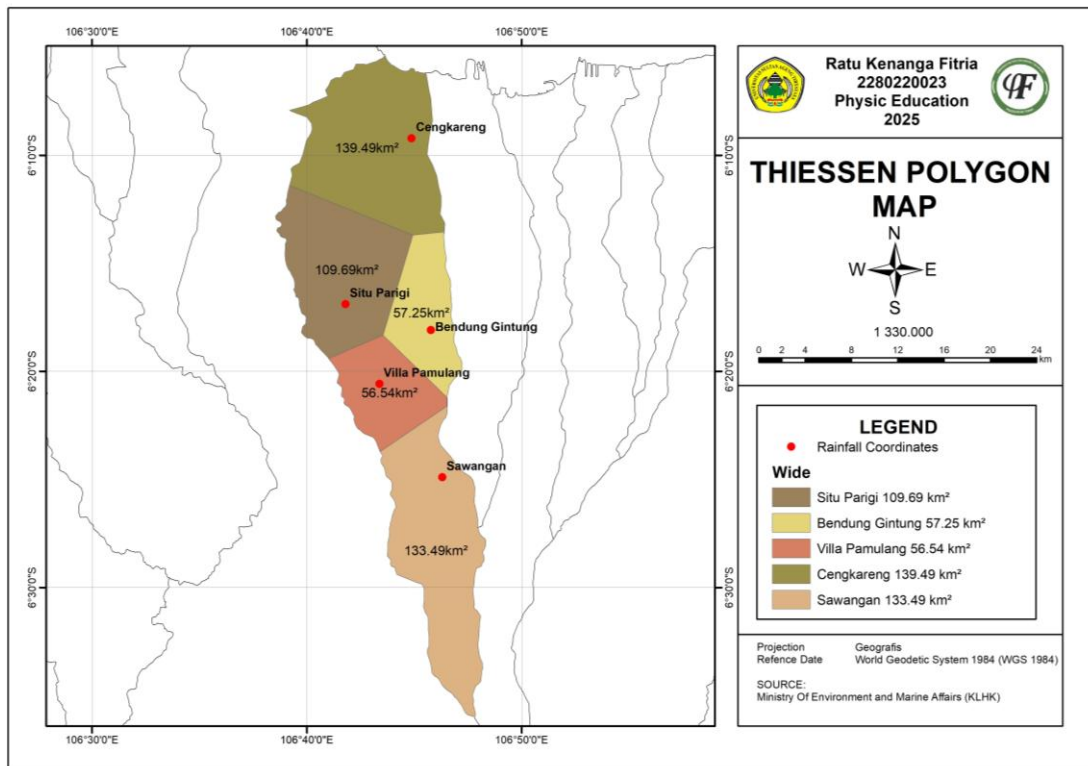 106°30'0"E
106°40'0"E
106°50'0"E
6°10'0"S
6°20'0"S
6°30'0"S
Cengkareng
139.49km²
109.69km²
Situ Parigi
57.25km²
Bendung Gintung
Villa Pamulang
56.54km²
Sawangan
133.49km²
6°10'0"S
6°20'0"S
6°30'0"S
106°30'0"E
106°40'0"E
106°50'0"E
Ratu Kenanga Fitria
2280220023
Physic Education
2025
THIESSEN POLYGON
MAP
N
W E
S
1 330.000
0 2 4 8 12 16 20 24
km
LEGEND
Rainfall Coordinates
Wide
Situ Parigi 109.69 km²
Bendung Gintung 57.25 km²
Villa Pamulang 56.54 km²
Cengkareng 139.49 km²
Sawangan 133.49 km²
Projection Geografis
Refence Date World Geodetic System 1984 (WGS 1984)
SOURCE:
Ministry Of Environment and Marine Affairs (KLHK)